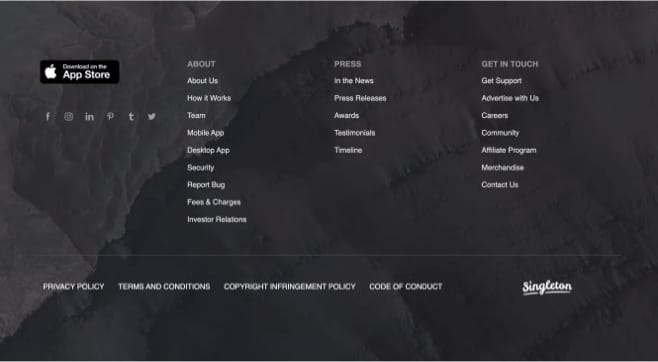 Download on the
App Store
ABOUT
About Us
How it Works
Team
Mobile App
Desktop App
Security
Report Bug
Fees & Charges
Investor Relations
PRESS
In the News
Press Releases
Awards
Testimonials
Timeline
GET IN TOUCH
Get Support
Advertise with Us
Careers
Community
Affiliate Program
Merchandise
Contact Us
PRIVACY POLICY
TERMS AND CONDITIONS
COPYRIGHT INFRINGEMENT POLICY
CODE OF CONDUCT
Singleton